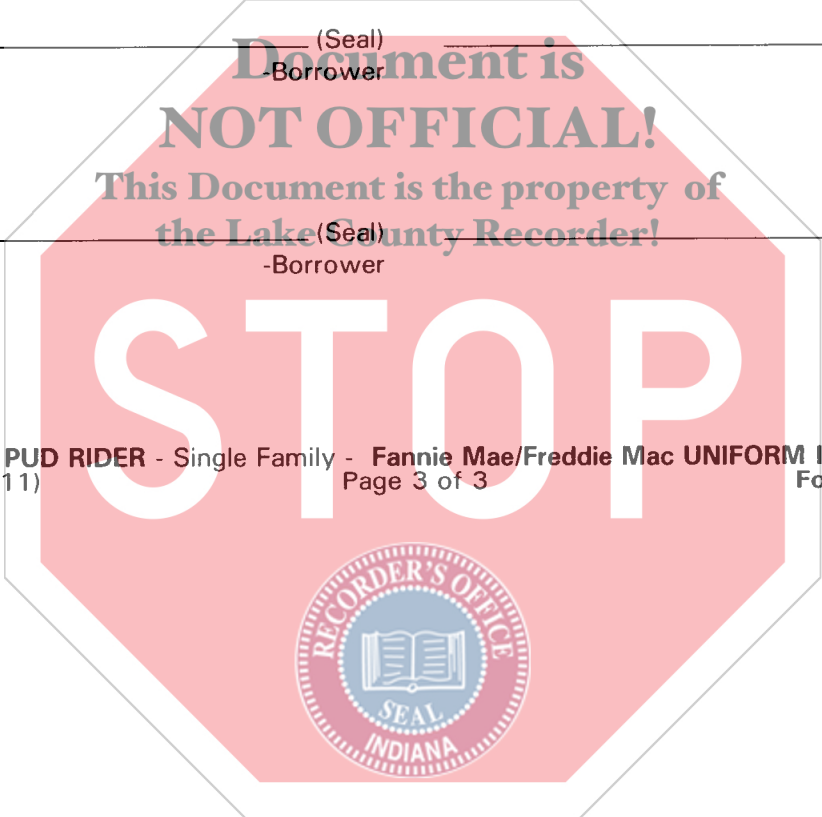 (Seal)
Document is
-Borrower
NOT OFFICIAL!
This Document is the property of
the Lake County Recorder!
(Seal)
-Borrower
STOP
PUD RIDER - Single Family - Fannie Mae/Freddie Mac UNIFORM
11) Page 3 of 3 Fo
RECORDER'S OFFICE
SEAL
INDIANA